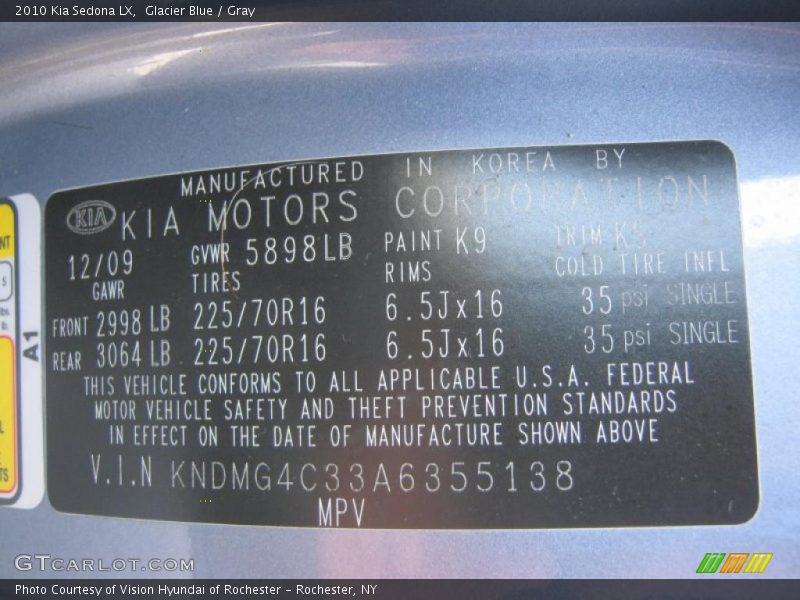 2010 Kia Sedona LX, Glacier Blue / Gray
MANUFACTURED IN KOREA BY
KIA KIA MOTORS CORPORATION
12/09 GVWR 5898LB PAINT K9 TRIM
GAWR TIRES RIMS COLD TIRE INFL
FRONT 2998 LB 225/70R16 6.5Jx16 35 psi SINGLE
REAR 3064 LB 225/70R16 6.5Jx16 35 psi SINGLE
THIS VEHICLE CONFORMS TO ALL APPLICABLE U.S.A. FEDERAL
MOTOR VEHICLE SAFETY AND THEFT PREVENTION STANDARDS
IN EFFECT ON THE DATE OF MANUFACTURE SHOWN ABOVE
V.I.N KNDMG4C33A6355138
MPV
A1
GTCARLOT.COM
Photo Courtesy of Vision Hyundai of Rochester – Rochester, NY